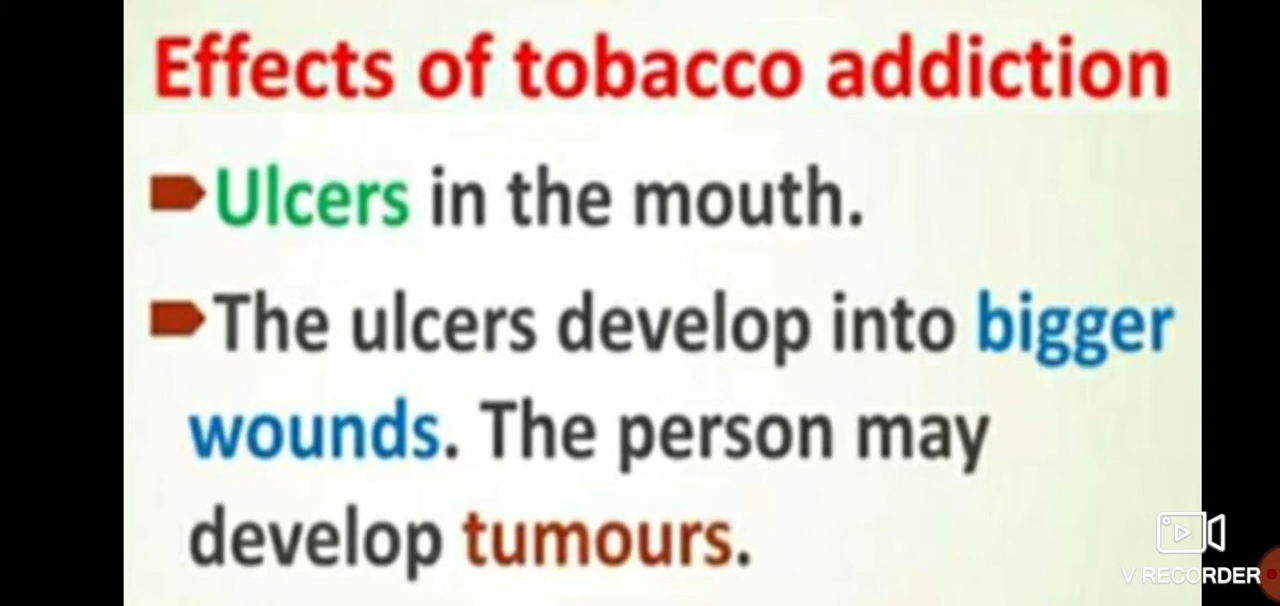 Effects of tobacco addiction
Ulcers in the mouth.
The ulcers develop into bigger
wounds. The person may
develop tumours.
V RECORDER